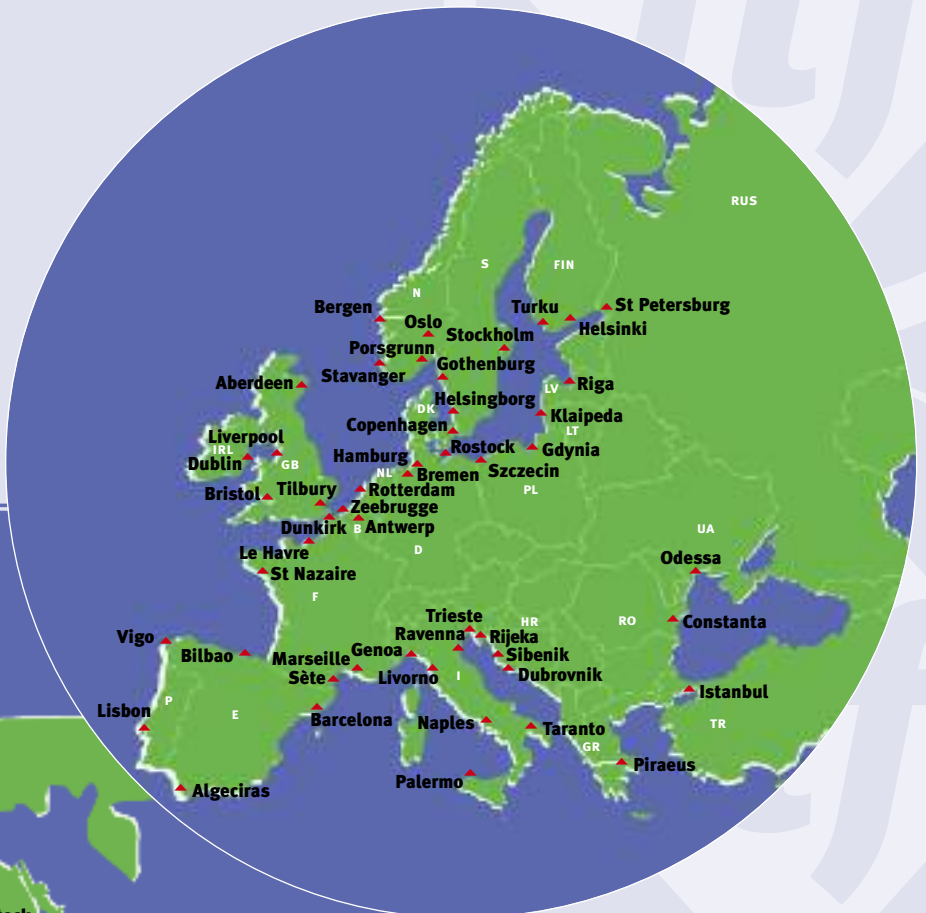 RUS
S
FIN
N
Bergen
Turku
St Petersburg
Oslo
Helsinki
Stockholm
Porsgrunn
Gothenburg
Stavanger
Aberdeen
Riga
LV
Helsingborg
DK
Klaipeda
Copenhagen
LT
Liverpool
IRL
Rostock
Gdynia
Hamburg
Dublin
GB
NL
Bremen
Szczecin
Bristol
Tilbury
Rotterdam
PL
Zeebrugge
Dunkirk
B
Antwerp
UA
Le Havre
D
Odessa
St Nazaire
F
Trieste
HR
RO
Constanta
Vigo
Ravenna
Rijeka
Bilbao
Genoa
Marseille
Sibenik
Sète
Livorno
I
Dubrovnik
Istanbul
P
Lisbon
E
Barcelona
Naples
Taranto
TR
GR
Piraeus
Palermo
Algeciras